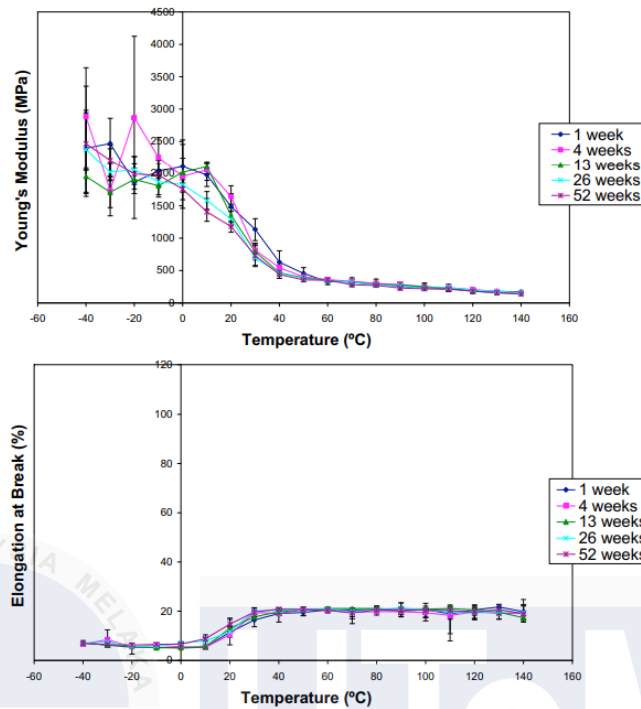 4500
4000
3500
3000
2500
2000
1500
1000
500
0
-60 -40 -20 0 20 40 60 80 100 120 140 160
Young's Modulus (MPa)
Temperature (ºC)
1 week
4 weeks
13 weeks
26 weeks
52 weeks
120
100
80
60
40
20
0
-60 -40 -20 0 20 40 60 80 100 120 140 160
Elongation at Break (%)
Temperature (ºC)
1 week
4 weeks
13 weeks
26 weeks
52 weeks
MELAKA